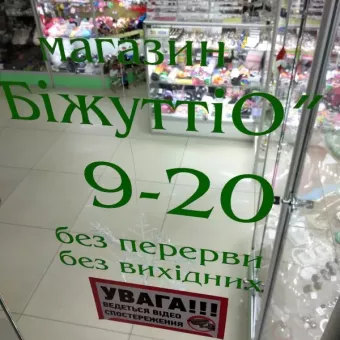 магазин
"БіжуттіО"
9-20
без перерви
без вихідних
УВАГА!!!
ВЕДЕТЬСЯ ВІДЕО
СПОСТЕРЕЖЕННЯ